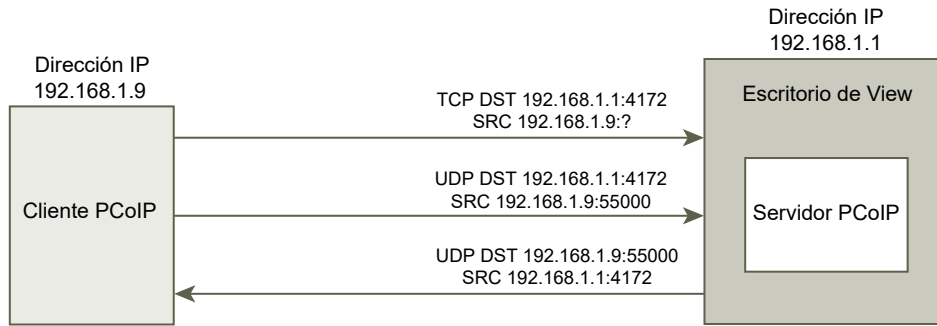 Dirección IP
192.168.1.9
Cliente PCoIP
TCP DST 192.168.1.1:4172
SRC 192.168.1.9:?
UDP DST 192.168.1.1:4172
SRC 192.168.1.9:55000
UDP DST 192.168.1.9:55000
SRC 192.168.1.1:4172
Dirección IP
192.168.1.1
Escritorio de View
Servidor PCoIP